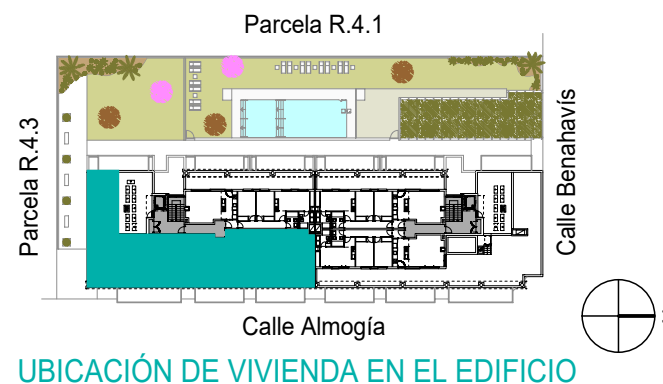 Parcela R.4.1
Parcela R.4.3
Calle Benahavís
Calle Almogía
UBICACIÓN DE VIVIENDA EN EL EDIFICIO